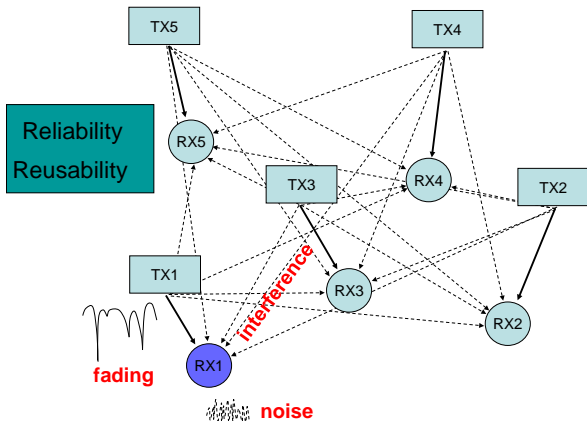 TX5
TX4
Reliability
Reusability
RX5
TX3
RX4
TX2
TX1
interference
RX3
RX2
fading
RX1
noise